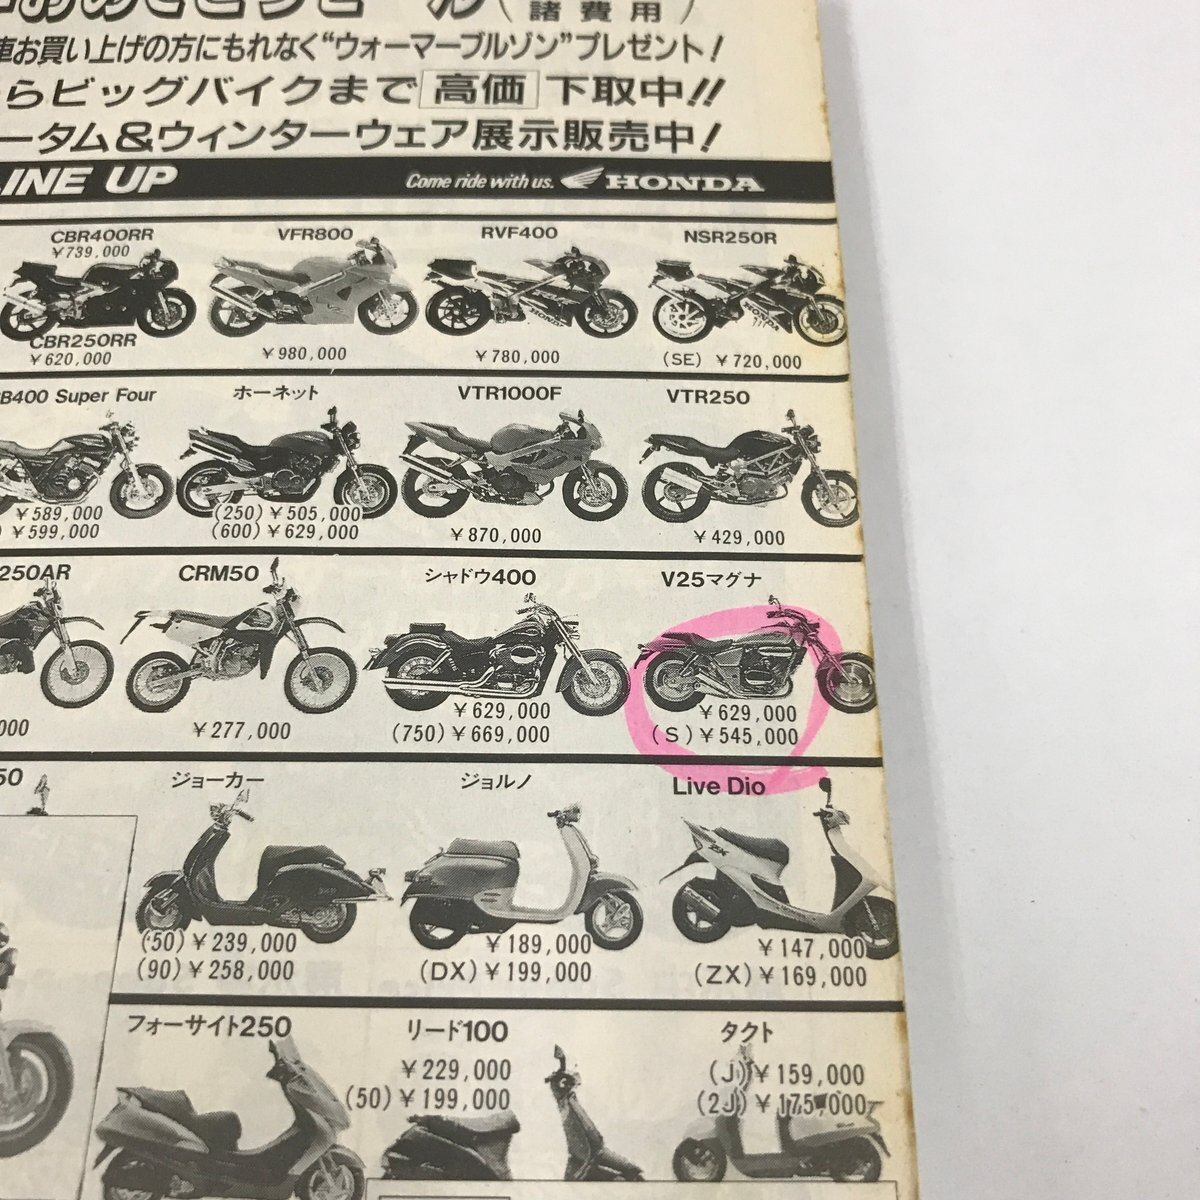 (諸費用)
車お買い上げの方にもれなく“ウォーマーブルゾン”プレゼント!
らビッグバイクまで 高価 下取中!!
ータム&ウィンターウェア展示販売中!
LINE UP Come ride with us. HONDA
CBR400RR VFR800 RVF400 NSR250R
¥739,000
CBR250RR
¥620,000 ¥980,000 ¥780,000 (SE) ¥720,000
B400 Super Four ホーネット VTR1000F VTR250
¥589,000 (250) ¥505,000
) ¥599,000 (600) ¥629,000 ¥870,000 ¥429,000
250AR CRM50 シャドウ400 V25マグナ
¥629,000 ¥629,000
000 ¥277,000 (750) ¥669,000 (S) ¥545,000
50 ジョーカー ジョルノ Live Dio
(50) ¥239,000 ¥189,000 ¥147,000
(90) ¥258,000 (DX) ¥199,000 (ZX) ¥169,000
フォーサイト250 リード100 タクト
¥229,000 (J) ¥159,000
(50) ¥199,000 (2J) ¥175,000